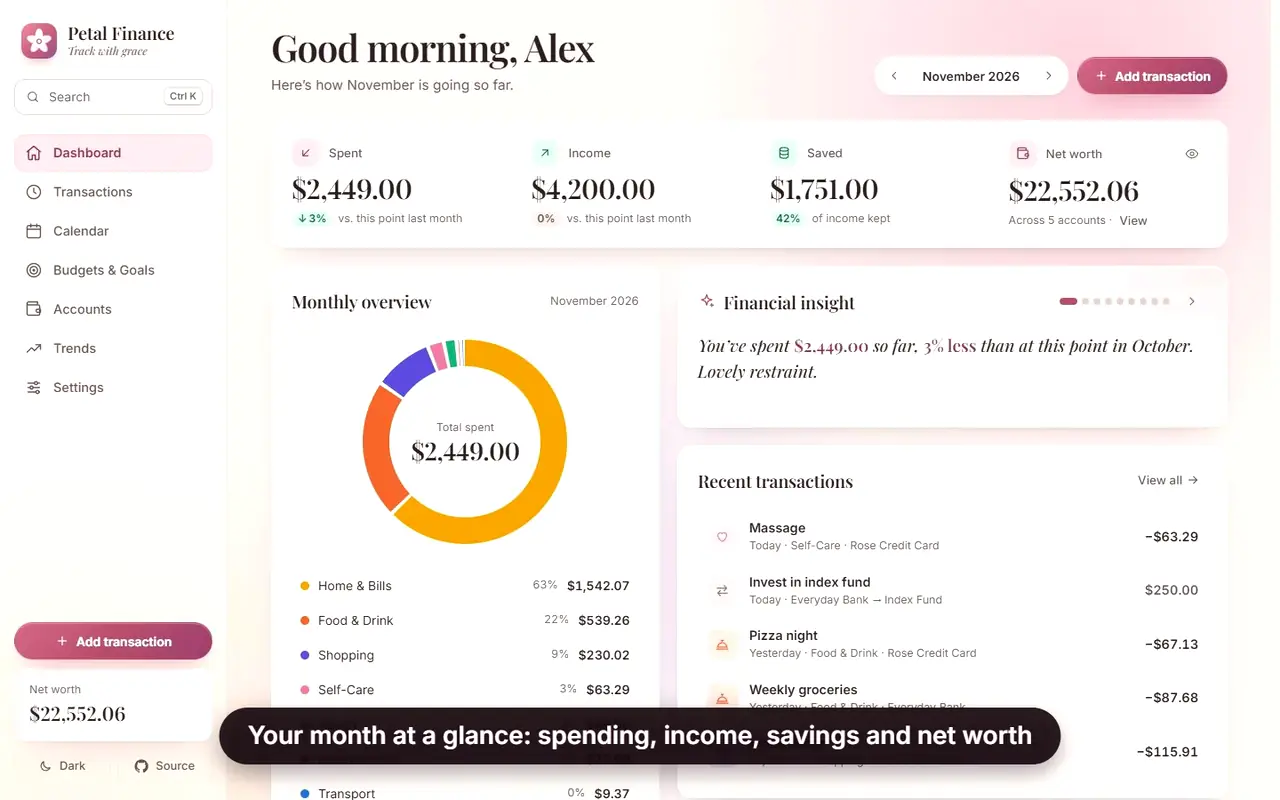 Petal Finance
Track with grace
Search
Ctrl K
Dashboard
Transactions
Calendar
Budgets & Goals
Accounts
Trends
Settings
+ Add transaction
Net worth
$22,552.06
Dark
Source
Good morning, Alex
Here's how November is going so far.
November 2026
+ Add transaction
Spent
$2,449.00
↓3% vs. this point last month
Income
$4,200.00
0% vs. this point last month
Saved
$1,751.00
42% of income kept
Net worth
$22,552.06
Across 5 accounts · View
Monthly overview
November 2026
Total spent
$2,449.00
Home & Bills 63% $1,542.07
Food & Drink 22% $539.26
Shopping 9% $230.02
Self-Care 3% $63.29
Transport 0% $9.37
Financial insight
You've spent $2,449.00 so far, 3% less than at this point in October.
Lovely restraint.
Recent transactions
View all →
Massage
Today · Self-Care · Rose Credit Card
−$63.29
Invest in index fund
Today · Everyday Bank → Index Fund
$250.00
Pizza night
Yesterday · Food & Drink · Rose Credit Card
−$67.13
Weekly groceries
Yesterday · Food & Drink · Everyday Bank
−$87.68
−$115.91
Your month at a glance: spending, income, savings and net worth